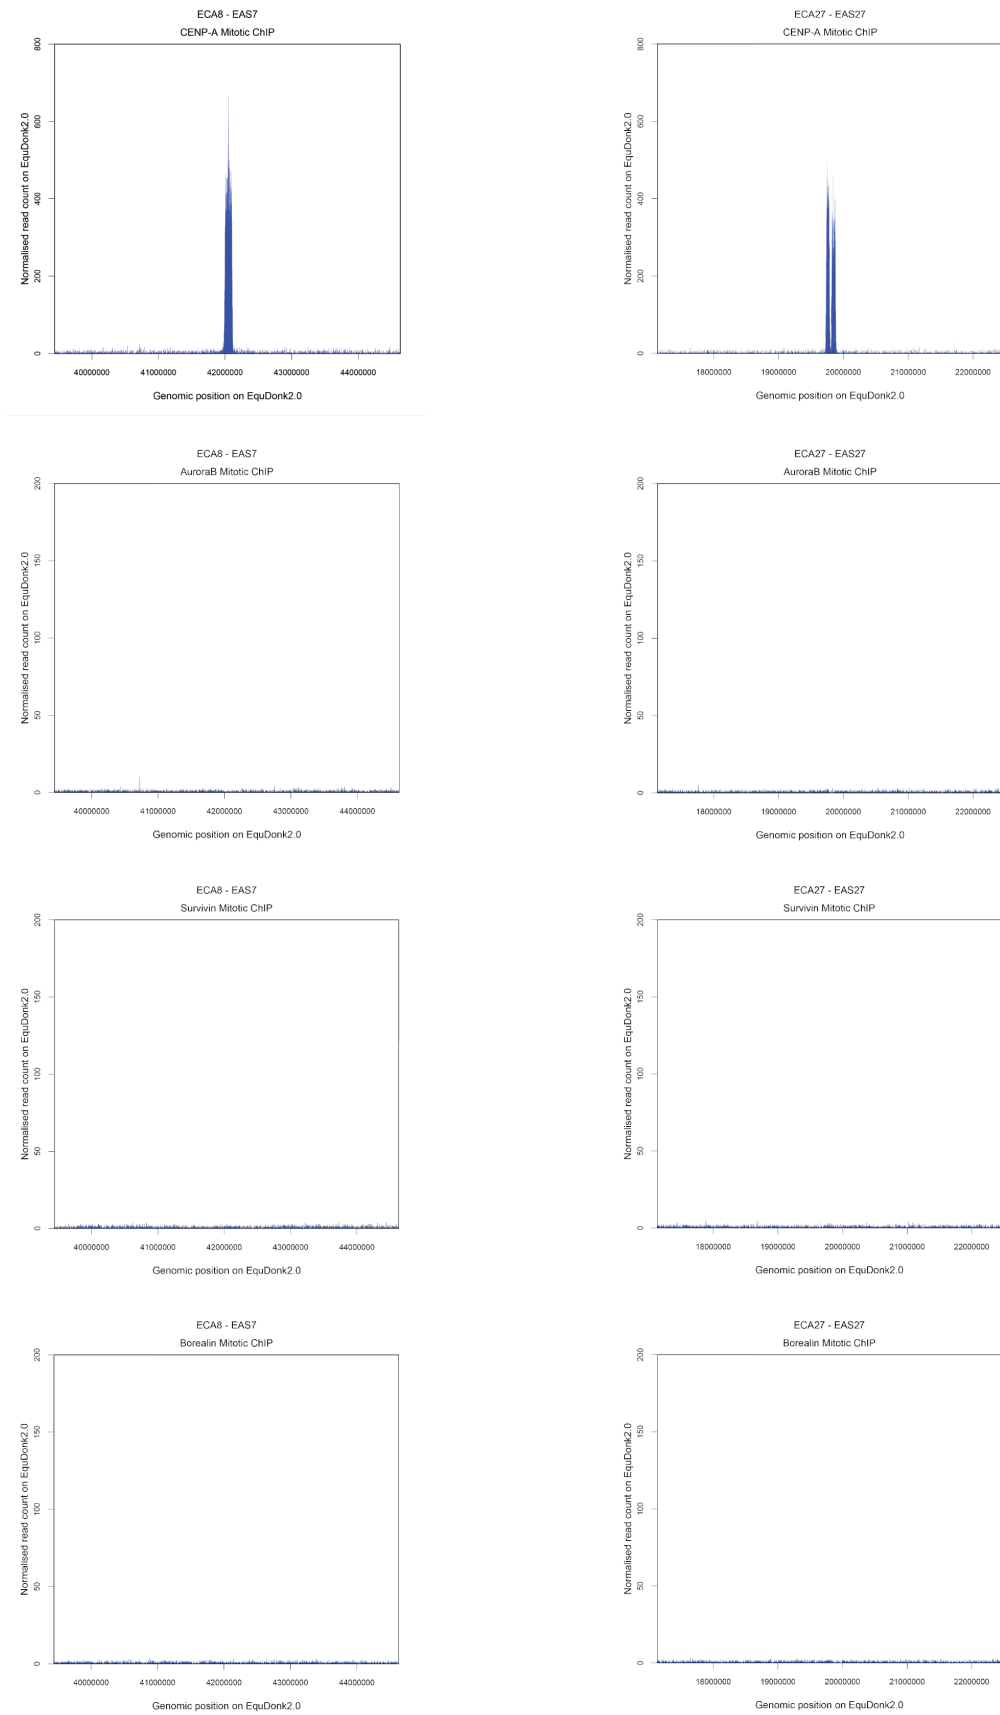 ECA8 - EAS7
CENP-A Mitotic ChIP
Normalised read count on EquDonk2.0
0 200 400 600 800
40000000 41000000 42000000 43000000 44000000
Genomic position on EquDonk2.0
ECA27 - EAS27
CENP-A Mitotic ChIP
Normalised read count on EquDonk2.0
0 200 400 600 800
18000000 19000000 20000000 21000000 22000000
Genomic position on EquDonk2.0
ECA8 - EAS7
AuroraB Mitotic ChIP
Normalised read count on EquDonk2.0
0 50 100 150 200
40000000 41000000 42000000 43000000 44000000
Genomic position on EquDonk2.0
ECA27 - EAS27
AuroraB Mitotic ChIP
Normalised read count on EquDonk2.0
0 50 100 150 200
18000000 19000000 20000000 21000000 22000000
Genomic position on EquDonk2.0
ECA8 - EAS7
Survivin Mitotic ChIP
Normalised read count on EquDonk2.0
0 50 100 150 200
40000000 41000000 42000000 43000000 44000000
Genomic position on EquDonk2.0
ECA27 - EAS27
Survivin Mitotic ChIP
Normalised read count on EquDonk2.0
0 50 100 150 200
18000000 19000000 20000000 21000000 22000000
Genomic position on EquDonk2.0
ECA8 - EAS7
Borealin Mitotic ChIP
Normalised read count on EquDonk2.0
0 50 100 150 200
40000000 41000000 42000000 43000000 44000000
Genomic position on EquDonk2.0
ECA27 - EAS27
Borealin Mitotic ChIP
Normalised read count on EquDonk2.0
0 50 100 150 200
18000000 19000000 20000000 21000000 22000000
Genomic position on EquDonk2.0